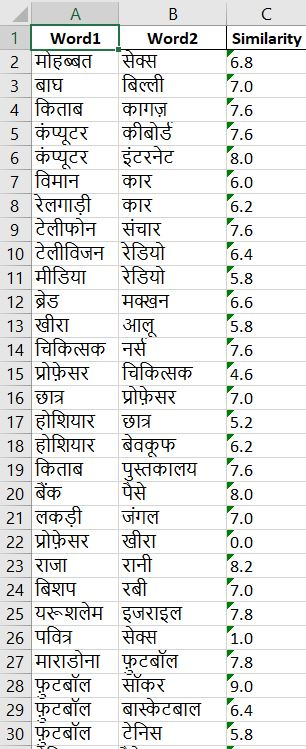 A B C
1 Word1 Word2 Similarity
2 मोहब्बत सेक्स 6.8
3 बाघ बिल्ली 7.0
4 किताब कागज़ 7.6
5 कंप्यूटर कीबोर्ड 7.6
6 कंप्यूटर इंटरनेट 8.0
7 विमान कार 6.0
8 रेलगाड़ी कार 6.2
9 टेलीफोन संचार 7.6
10 टेलीविजन रेडियो 6.4
11 मीडिया रेडियो 5.8
12 ब्रेड मक्खन 6.6
13 खीरा आलू 5.8
14 चिकित्सक नर्स 7.6
15 प्रोफ़ेसर चिकित्सक 4.6
16 छात्र प्रोफ़ेसर 7.0
17 होशियार छात्र 5.2
18 होशियार बेवकूफ 6.2
19 किताब पुस्तकालय 7.6
20 बैंक पैसे 8.0
21 लकड़ी जंगल 7.0
22 प्रोफ़ेसर खीरा 0.0
23 राजा रानी 8.2
24 बिशप रबी 7.0
25 यरूशलेम इजराइल 7.8
26 पवित्र सेक्स 1.0
27 माराडोना फ़ुटबॉल 7.8
28 फ़ुटबॉल सॉकर 9.0
29 फ़ुटबॉल बास्केटबाल 6.4
30 फ़ुटबॉल टेनिस 5.8